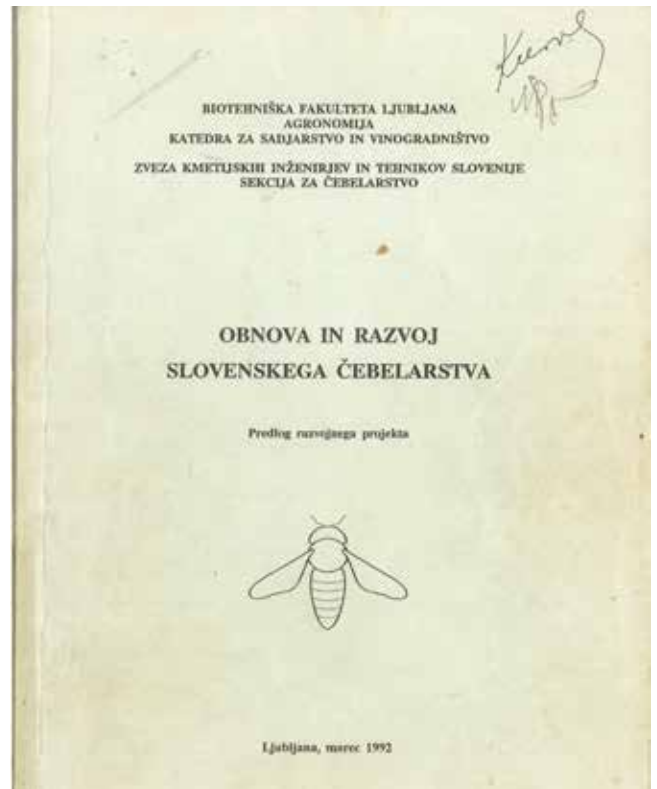 BIOTEHNIŠKA FAKULTETA LJUBLJANA
AGRONOMIJA
KATEDRA ZA SADJARSTVO IN VINOGRADNIŠTVO
ZVEZA KMETIJSKIH INŽENIRJEV IN TEHNIKOV SLOVENIJE
SEKCIJA ZA ČEBELARSTVO
OBNOVA IN RAZVOJ
SLOVENSKEGA ČEBELARSTVA
Predlog razvojnega projekta
Ljubljana, marec 1992